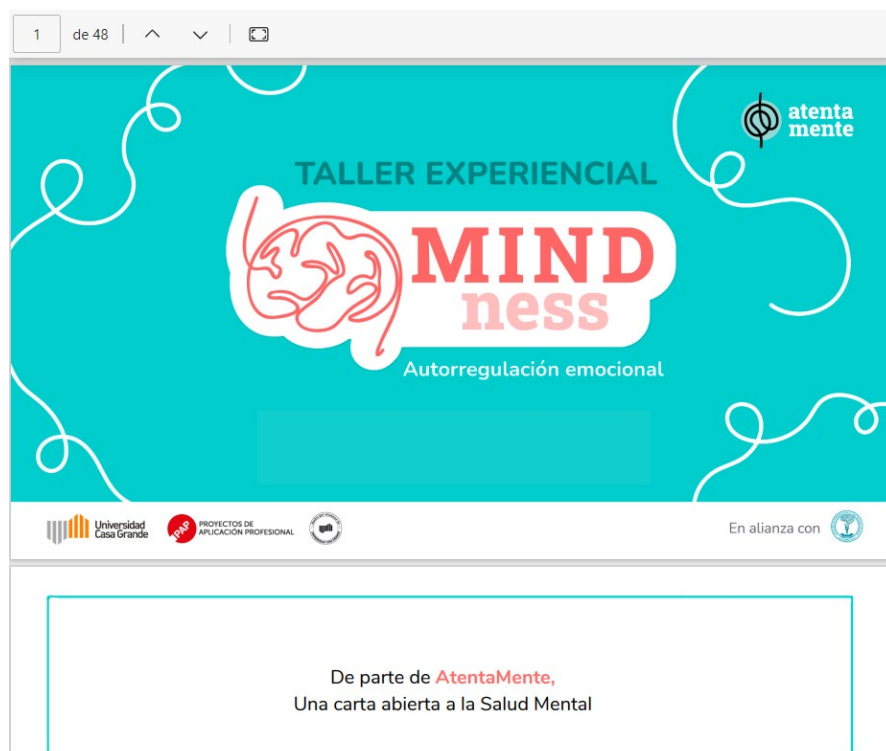 1 de 48
atenta
mente
TALLER EXPERIENCIAL
MIND
ness
Autorregulación emocional
Universidad
Casa Grande
PAP
PROYECTOS DE
APLICACIÓN PROFESIONAL
En alianza con
De parte de AtentaMente,
Una carta abierta a la Salud Mental